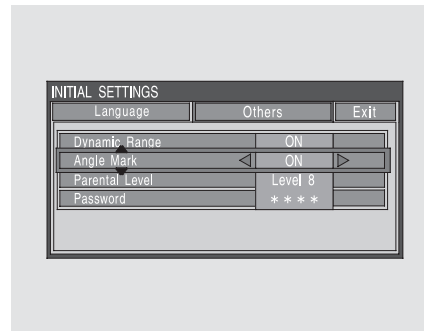 INITIAL SETTINGS
Language Others Exit
Dynamic Range ON
Angle Mark ON
Parental Level Level 8
Password ****